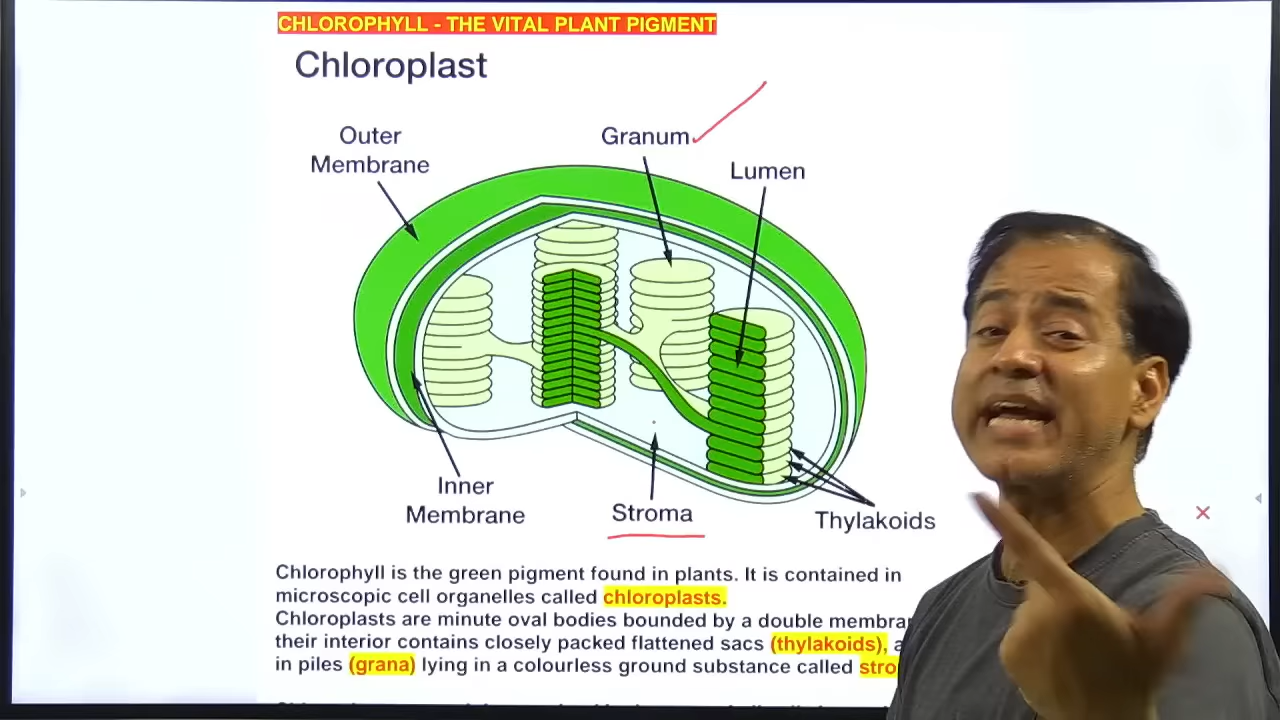 CHLOROPHYLL - THE VITAL PLANT PIGMENT
Chloroplast
Outer
Membrane
Granum
Lumen
Inner
Membrane
Stroma
Thylakoids
Chlorophyll is the green pigment found in plants. It is contained in
microscopic cell organelles called chloroplasts.
Chloroplasts are minute oval bodies bounded by a double membra
their interior contains closely packed flattened sacs (thylakoids), a
in piles (grana) lying in a colourless ground substance called stro